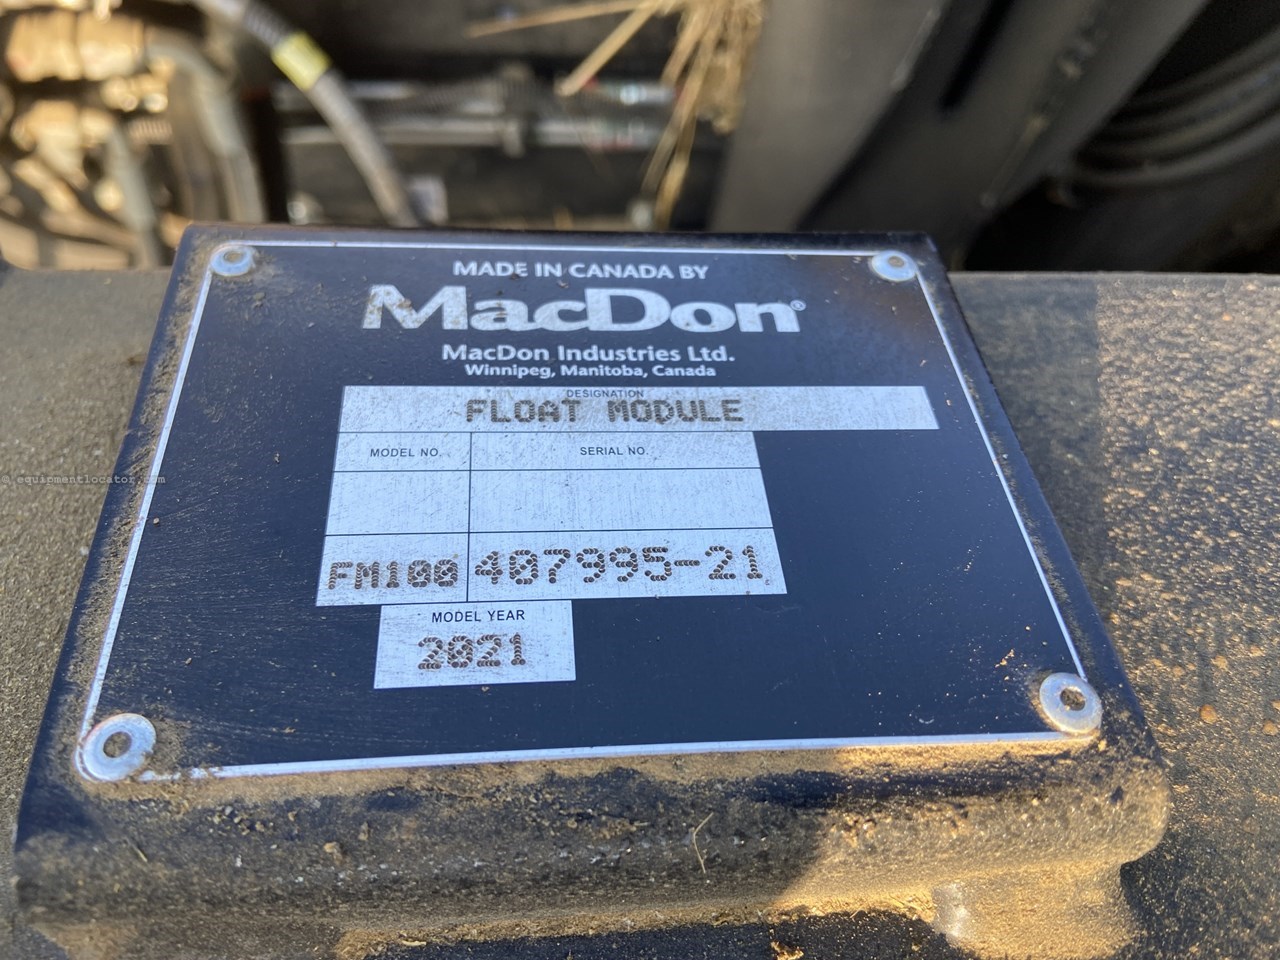 © equipmentlocator.com
MADE IN CANADA BY
MacDon®
MacDon Industries Ltd.
Winnipeg, Manitoba, Canada
DESIGNATION
FLOAT MODULE
MODEL NO. SERIAL NO.
FM100 407995-21
MODEL YEAR
2021